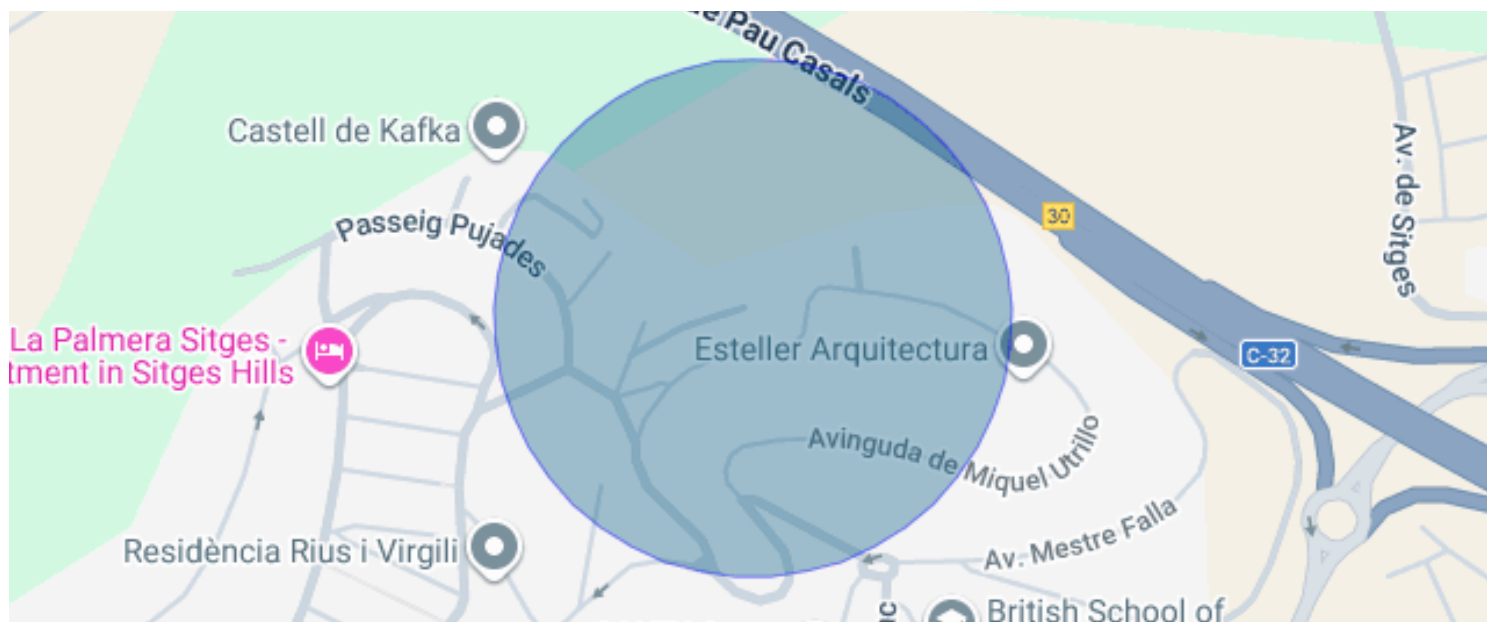 de Pau Casals
Castell de Kafka
Passeig Pujades
Av. de Sitges
30
La Palmera Sitges -
tment in Sitges Hills
Esteller Arquitectura
C-32
Avinguda de Miquel Utrillo
Residència Rius i Virgili
Av. Mestre Falla
British School of